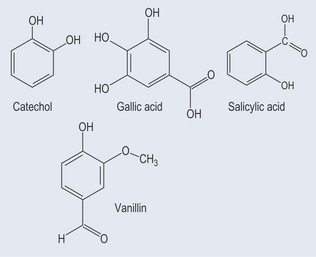 OH
OH
Catechol
OH
HO
HO
O
OH
Gallic acid
OH
C
O
OH
Salicylic acid
OH
O
CH₃
H
O
Vanillin